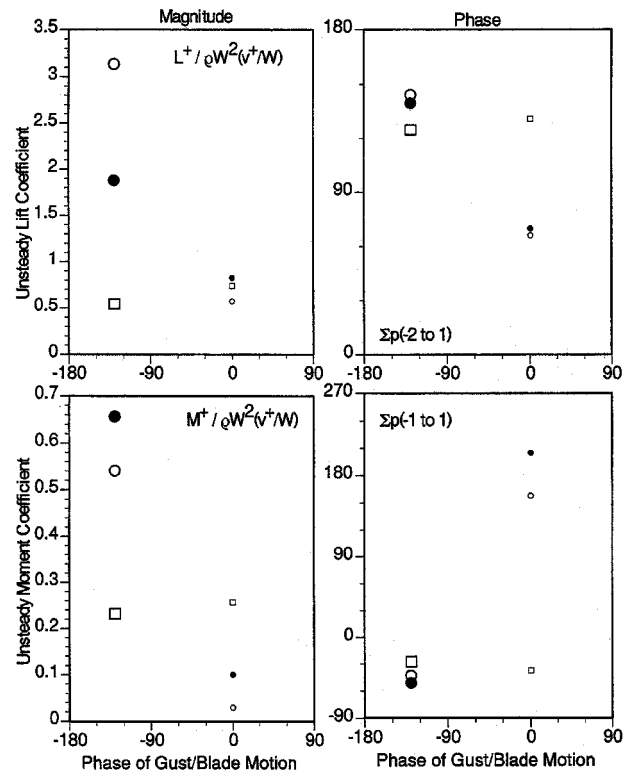 Magnitude
Phase
3.5
3
2.5
2
1.5
1
0.5
0
Unsteady Lift Coefficient
L+ / ϱW2(v+/W)
-180 -90 0 90
180
90
0
Σp(-2 to 1)
-180 -90 0 90
0.7
0.6
0.5
0.4
0.3
0.2
0.1
0
Unsteady Moment Coefficient
M+ / ϱW2(v+/W)
-180 -90 0 90
Phase of Gust/Blade Motion
270
180
90
0
-90
Σp(-1 to 1)
-180 -90 0 90
Phase of Gust/Blade Motion